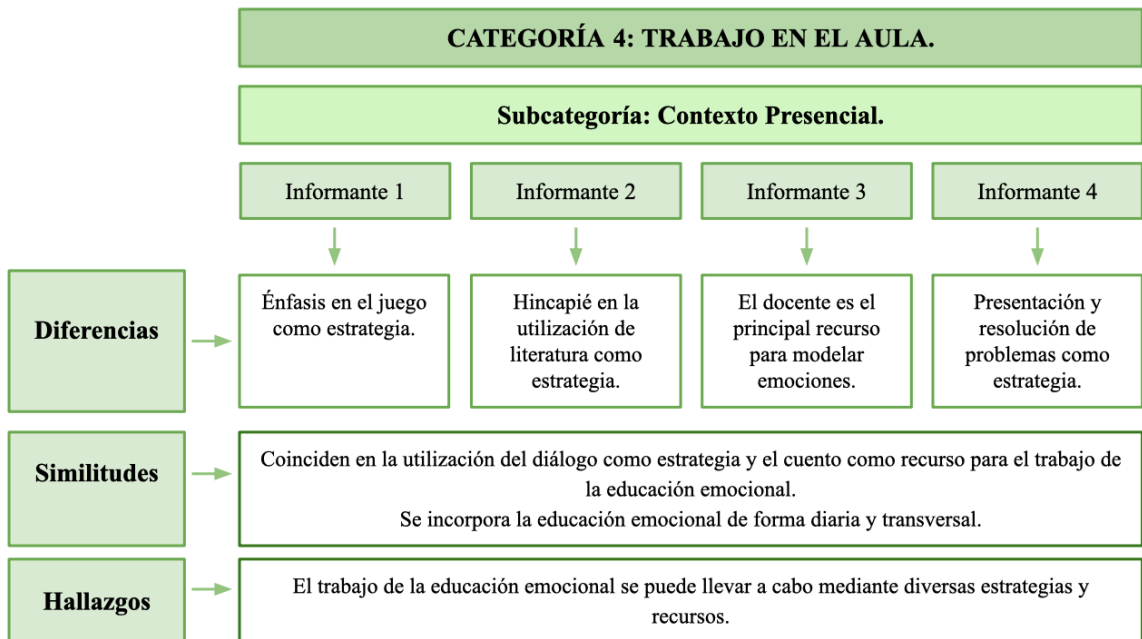 CATEGORÍA 4: TRABAJO EN EL AULA.
Subcategoría: Contexto Presencial.
Informante 1
Informante 2
Informante 3
Informante 4
Diferencias
Énfasis en el juego
como estrategia.
Hincapié en la
utilización de
literatura como
estrategia.
El docente es el
principal recurso
para modelar
emociones.
Presentación y
resolución de
problemas como
estrategia.
Similitudes
Coinciden en la utilización del diálogo como estrategia y el cuento como recurso para el trabajo de
la educación emocional.
Se incorpora la educación emocional de forma diaria y transversal.
Hallazgos
El trabajo de la educación emocional se puede llevar a cabo mediante diversas estrategias y
recursos.